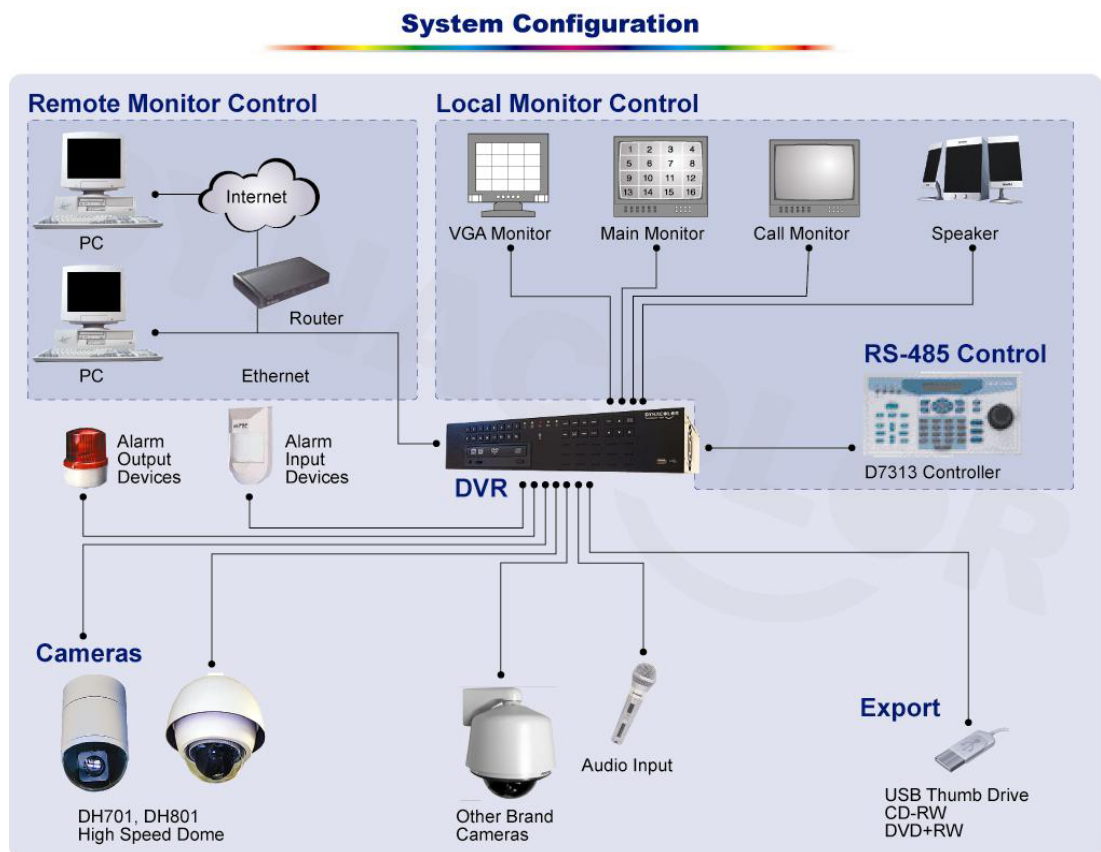 System Configuration
Remote Monitor Control
Local Monitor Control
Internet
PC
Router
PC
Ethernet
1 2 3 4
5 6 7 8
9 10 11 12
13 14 15 16
VGA Monitor
Main Monitor
Call Monitor
Speaker
RS-485 Control
D7313 Controller
Alarm
Output
Devices
Alarm
Input
Devices
DYNACOLOR
DVR
Cameras
DH701, DH801
High Speed Dome
Other Brand
Cameras
Audio Input
Export
USB Thumb Drive
CD-RW
DVD+RW
DYNACOLOR